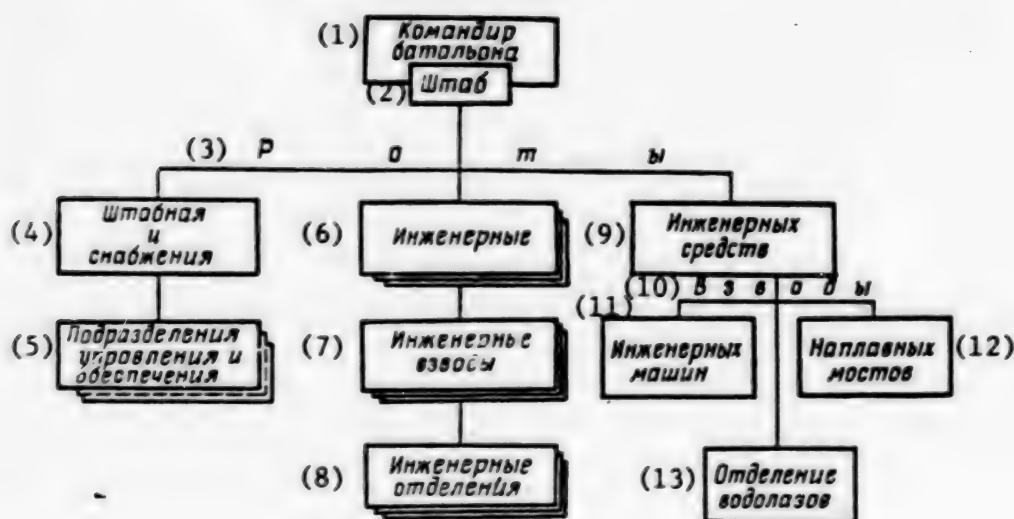 (1) Командир
батальона
(2) Штаб
(3) Р о т ы
(4) Штабная
и
снабжения
(6) Инженерные
(9) Инженерных
средств
(10) В з в о д ы
(11)
(5) Подразделения
управления и
обеспечения
(7) Инженерные
взводы
Инженерных
машин
Наплавных
мостов
(12)
(8) Инженерные
отделения
(13) Отделение
водолазов